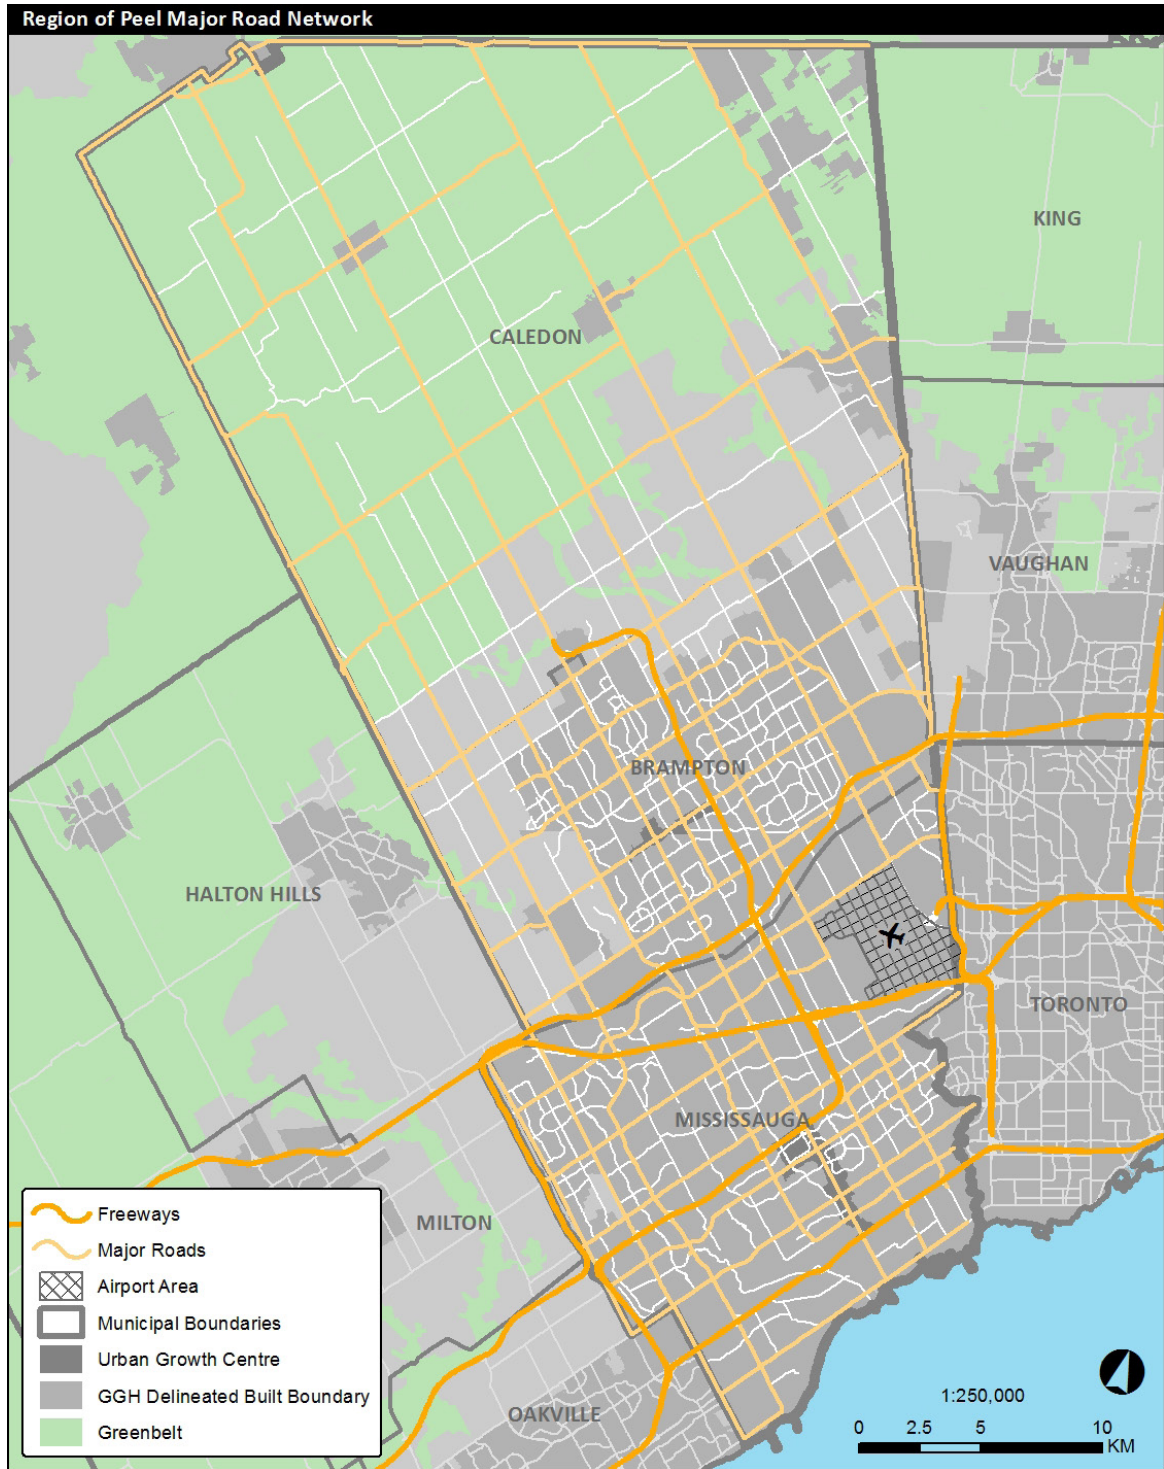 Region of Peel Major Road Network
KING
CALEDON
VAUGHAN
BRAMPTON
HALTON HILLS
TORONTO
MISSISSAUGA
MILTON
OAKVILLE
Freeways
Major Roads
Airport Area
Municipal Boundaries
Urban Growth Centre
GGH Delineated Built Boundary
Greenbelt
1:250,000
0 2.5 5 10
KM